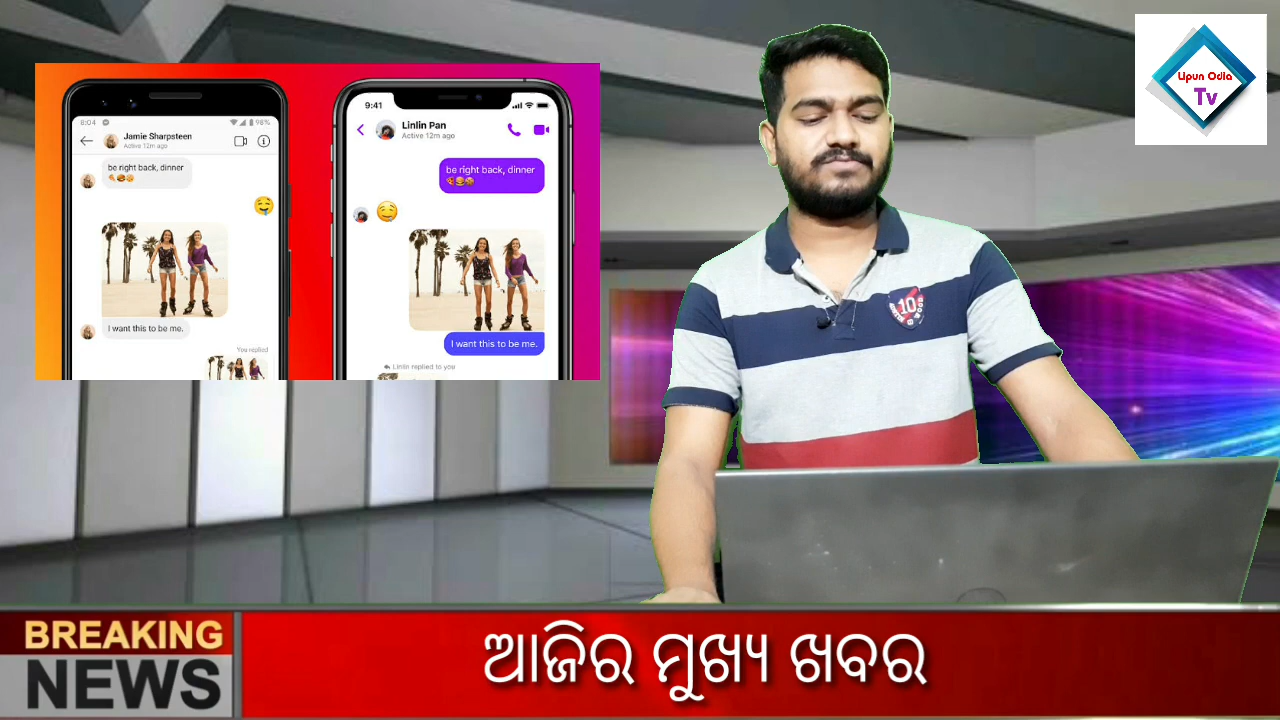 Lipun Odia
Tv
8:04
98%
Jamie Sharpsteen
Active 12m ago
be right back, dinner
I want this to be me.
You replied
9:41
Linlin Pan
Active 12m ago
be right back, dinner
I want this to be me.
Linlin replied to you
10
BREAKING
NEWS
ଆଜିର ମୁଖ୍ୟ ଖବର